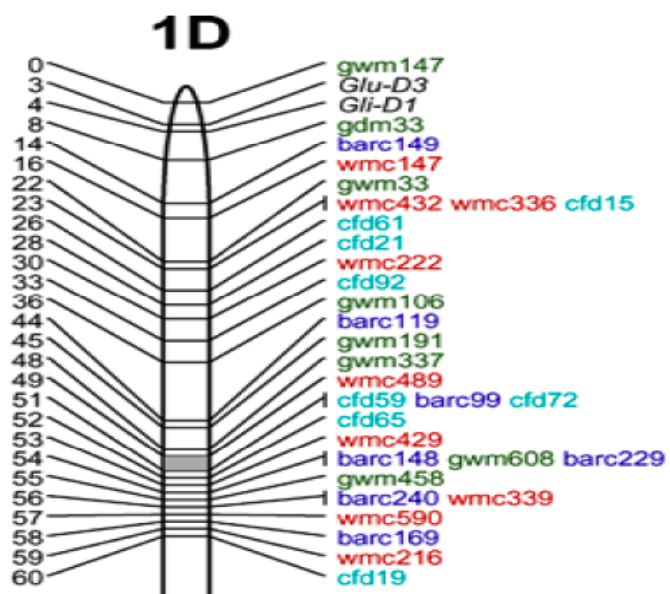 1D
0 gwm147
3 Glu-D3
4 Gli-D1
8 gdm33
14 barc149
16 wmc147
22 gwm33
23 wmc432 wmc336 cfd15
26 cfd61
28 cfd21
30 wmc222
33 cfd92
36 gwm106
44 barc119
45 gwm191
48 gwm337
49 wmc489
51 cfd59 barc99 cfd72
52 cfd65
53 wmc429
54 barc148 gwm608 barc229
55 gwm458
56 barc240 wmc339
57 wmc590
58 barc169
59 wmc216
60 cfd19